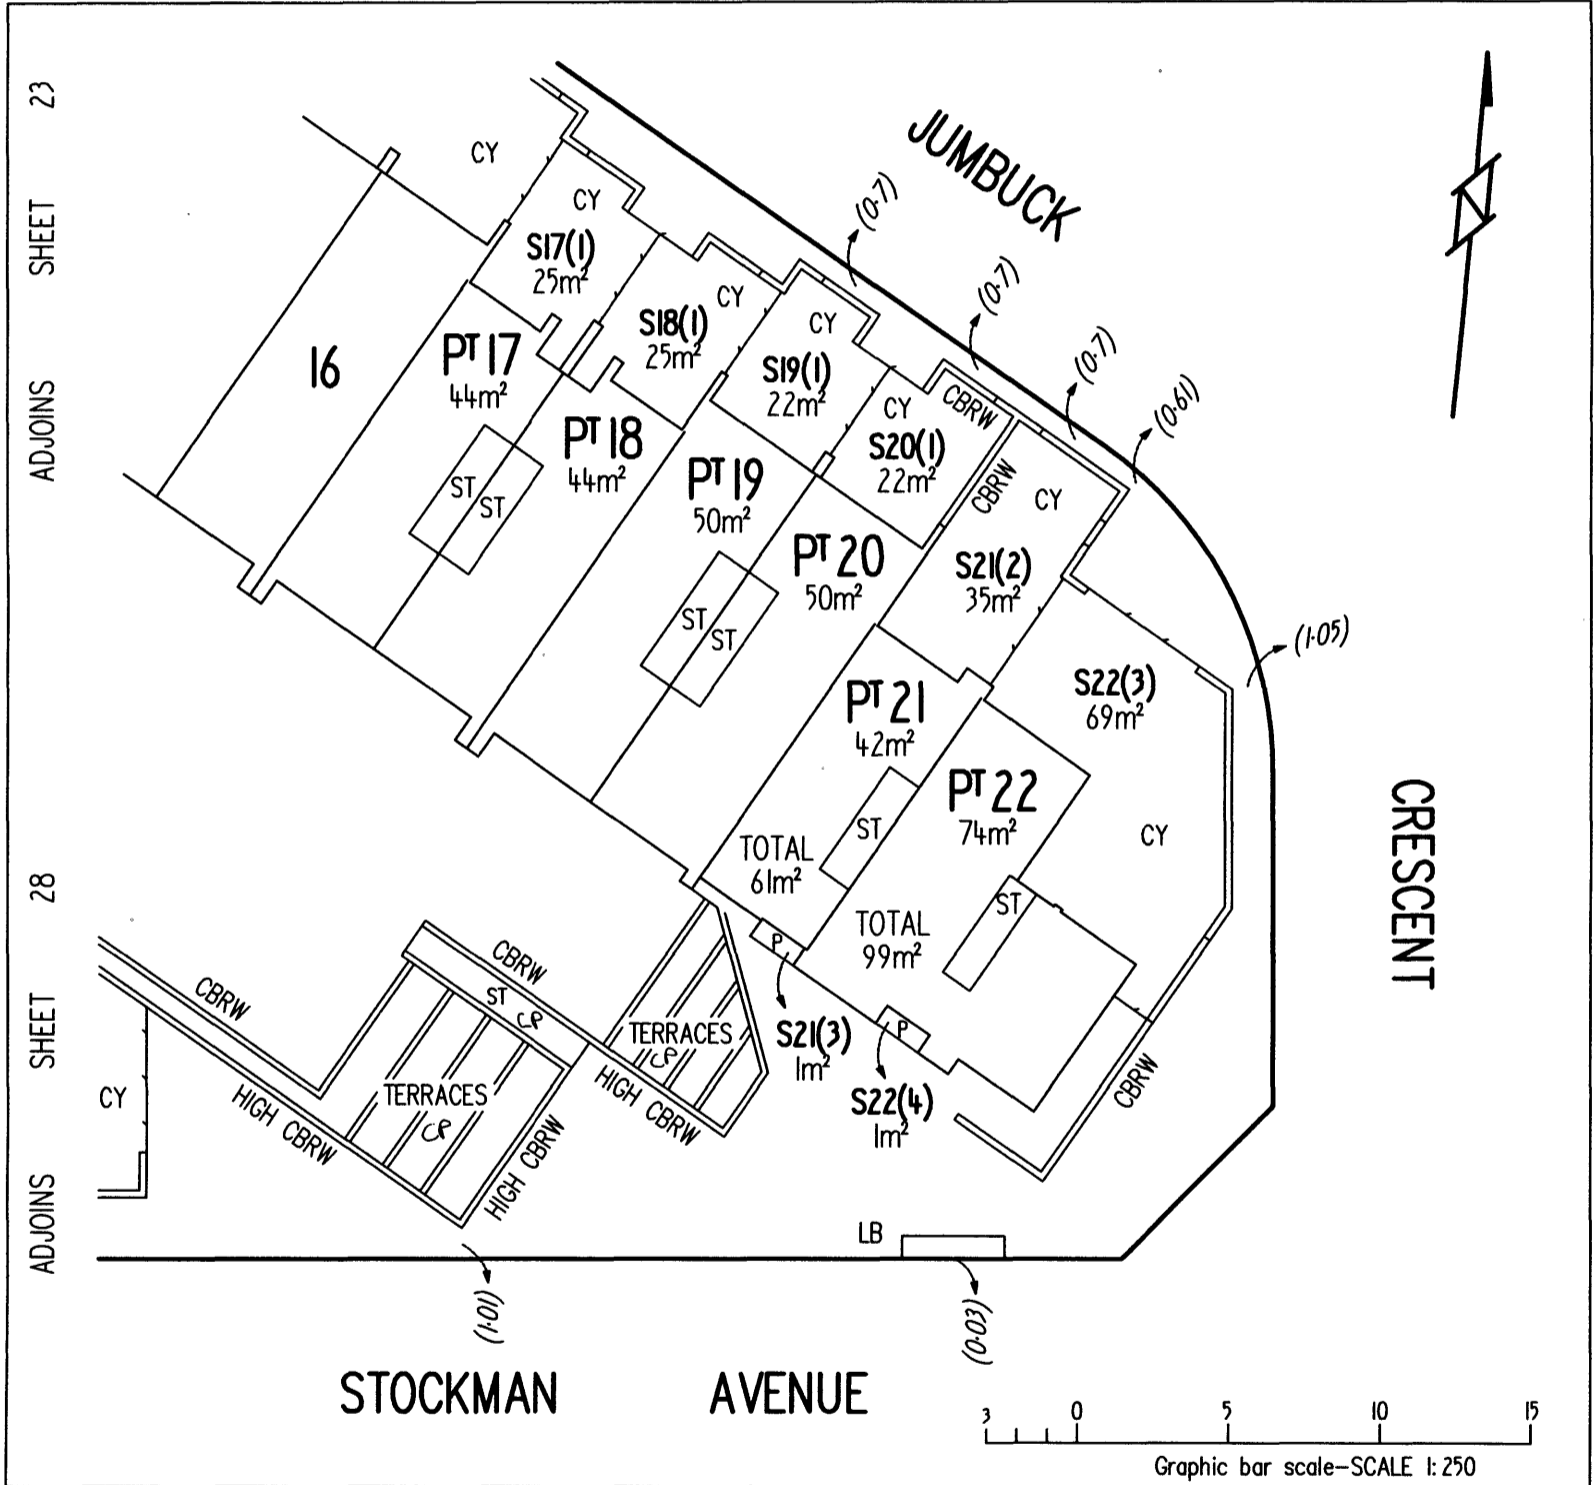 ADJOINS SHEET 23
ADJOINS SHEET 28
JUMBUCK
CRESCENT
STOCKMAN AVENUE
(0·7)
(0·7)
(0·7)
(0·61)
(1·05)
(1·01)
(0·03)
CY
CY
S17(1)
25m²
CY
S18(1)
25m²
CY
S19(1)
22m²
CY
S20(1)
22m²
CBRW
CBRW
CY
S21(2)
35m²
S22(3)
69m²
CY
16
PT 17
44m²
PT 18
44m²
PT 19
50m²
PT 20
50m²
PT 21
42m²
PT 22
74m²
ST
ST
ST
ST
ST
ST
TOTAL
61m²
TOTAL
99m²
P
S21(3)
1m²
P
S22(4)
1m²
CBRW
CBRW
CBRW
ST
CP
TERRACES
CP
TERRACES
CP
HIGH CBRW
HIGH CBRW
HIGH CBRW
CY
LB
3 0 5 10 15
Graphic bar scale–SCALE 1:250